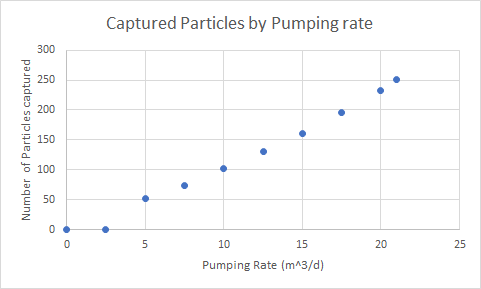 Captured Particles by Pumping rate
Number of Particles captured
300
250
200
150
100
50
0
0 5 10 15 20 25
Pumping Rate (m^3/d)